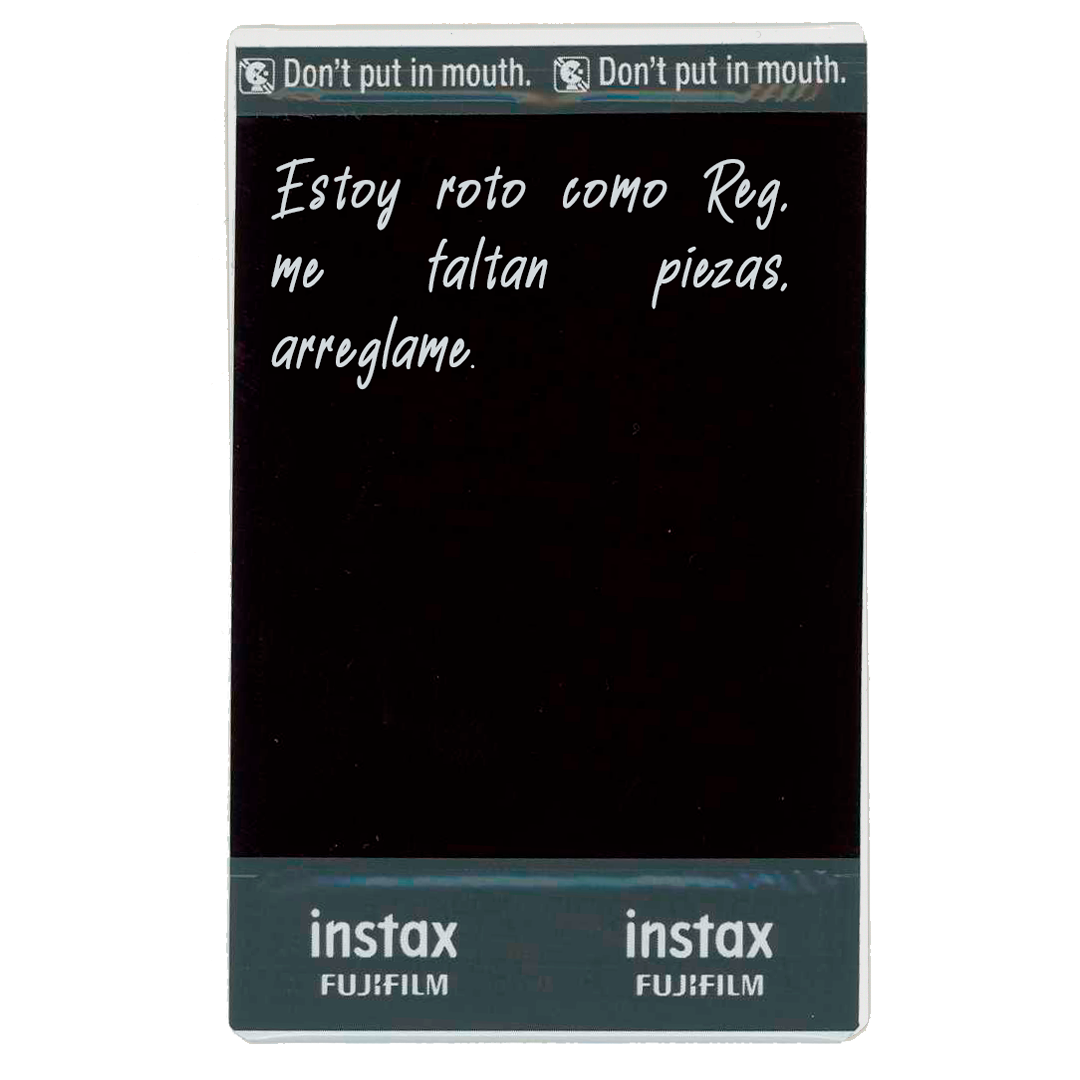 Don't put in mouth. Don't put in mouth.
Estoy roto como Reg,
me faltan piezas,
arreglame.
instax instax
FUJIFILM FUJIFILM